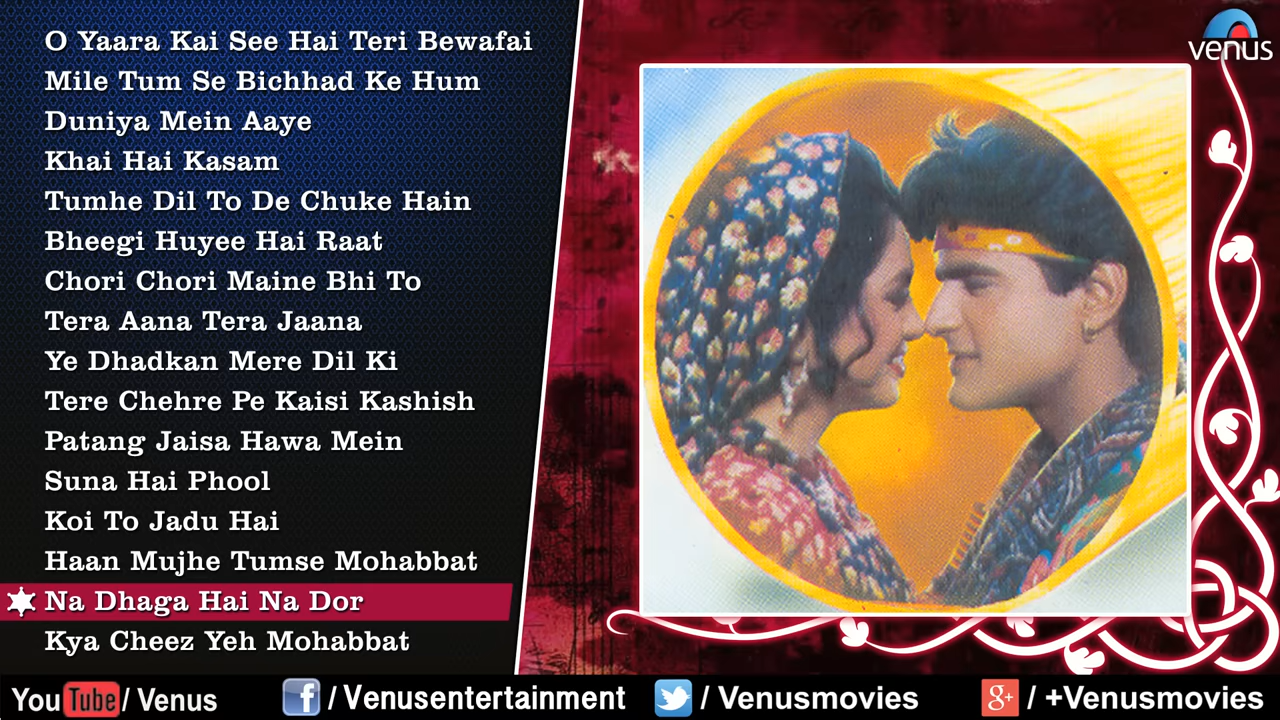 O Yaara Kai See Hai Teri Bewafai
Mile Tum Se Bichhad Ke Hum
Duniya Mein Aaye
Khai Hai Kasam
Tumhe Dil To De Chuke Hain
Bheegi Huyee Hai Raat
Chori Chori Maine Bhi To
Tera Aana Tera Jaana
Ye Dhadkan Mere Dil Ki
Tere Chehre Pe Kaisi Kashish
Patang Jaisa Hawa Mein
Suna Hai Phool
Koi To Jadu Hai
Haan Mujhe Tumse Mohabbat
Na Dhaga Hai Na Dor
Kya Cheez Yeh Mohabbat
venus
You Tube / Venus
f / Venusentertainment
/ Venusmovies
g+ / +Venusmovies